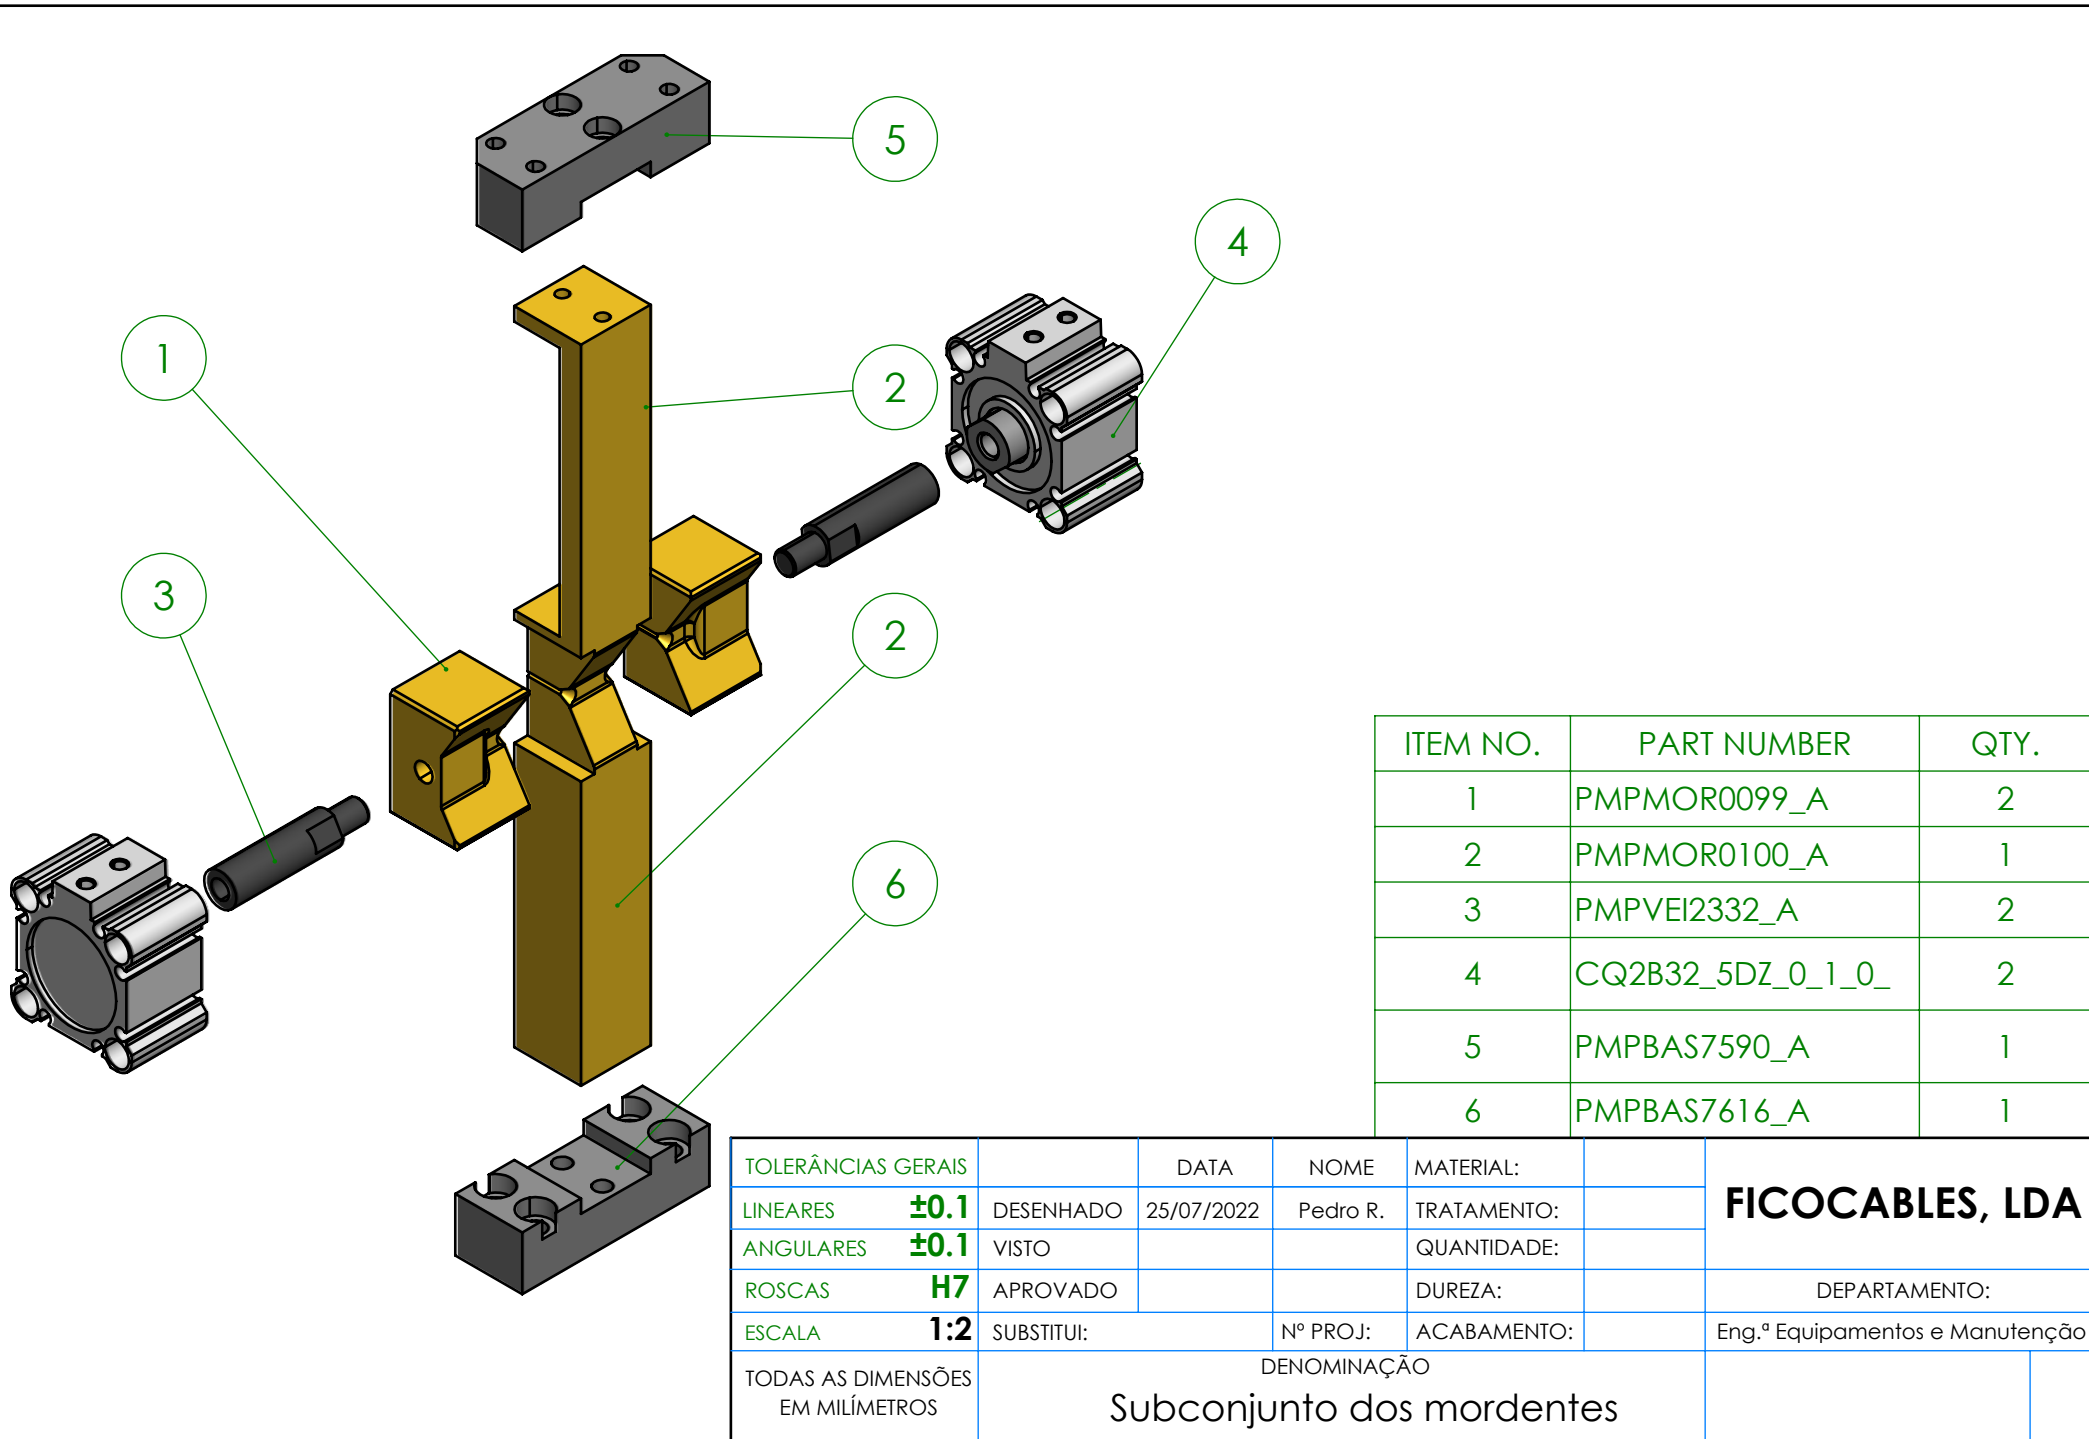 5
4
1
2
3
2
6
ITEM NO. PART NUMBER QTY.
1 PMPMOR0099_A 2
2 PMPMOR0100_A 1
3 PMPVEI2332_A 2
4 CQ2B32_5DZ_0_1_0_ 2
5 PMPBAS7590_A 1
6 PMPBAS7616_A 1
TOLERÂNCIAS GERAIS DATA NOME MATERIAL:
FICOCABLES, LDA
LINEARES ±0.1 DESENHADO 25/07/2022 Pedro R. TRATAMENTO:
ANGULARES ±0.1 VISTO QUANTIDADE:
ROSCAS H7 APROVADO DUREZA: DEPARTAMENTO:
ESCALA 1:2 SUBSTITUI: Nº PROJ: ACABAMENTO: Eng.ª Equipamentos e Manutenção
TODAS AS DIMENSÕES
EM MILÍMETROS
DENOMINAÇÃO
Subconjunto dos mordentes